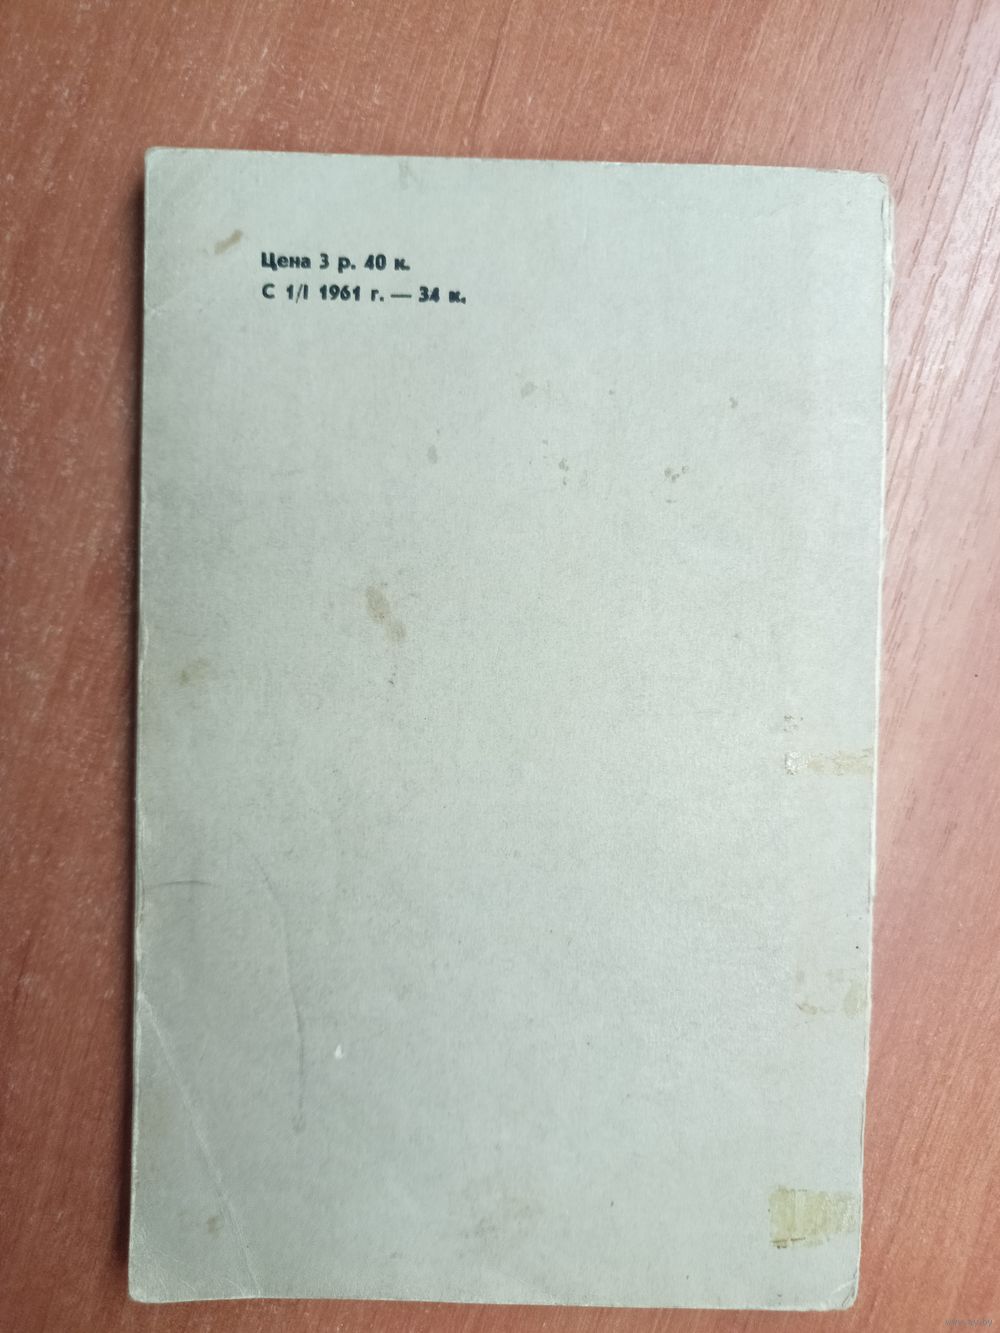 Цена 3 р. 40 к.
С 1/I 1961 г. — 34 к.